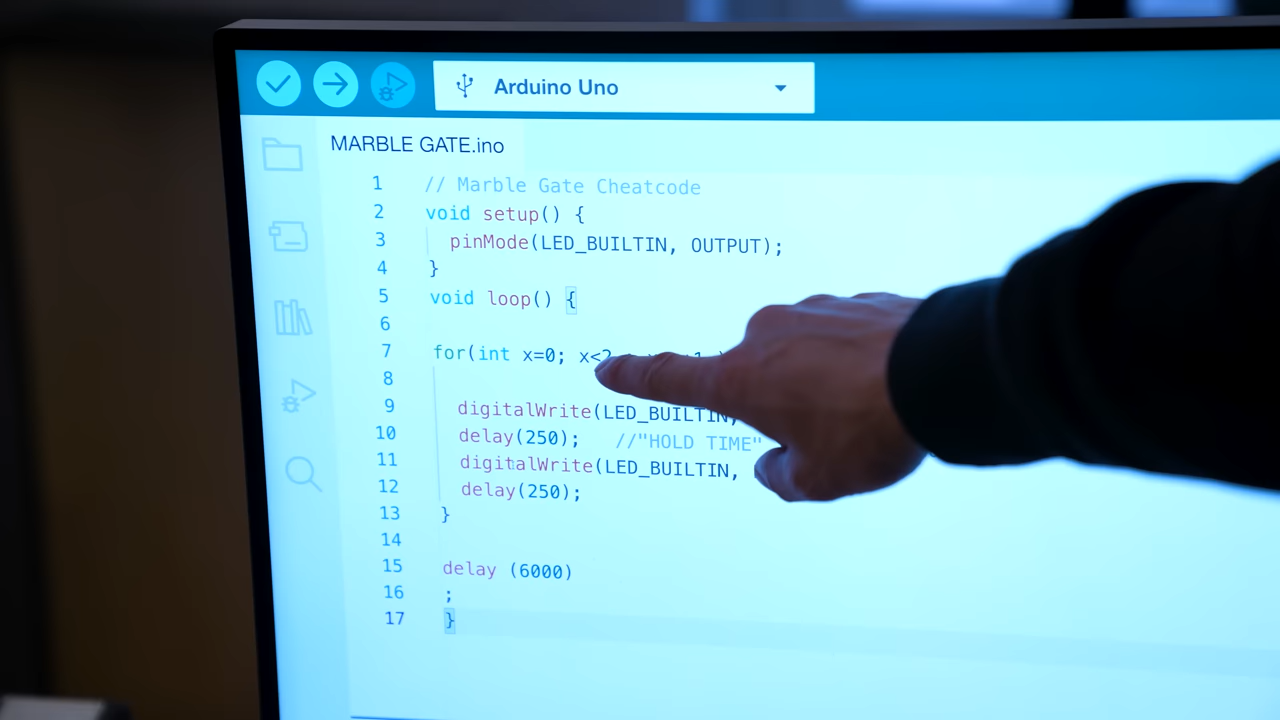 Arduino Uno
MARBLE GATE.ino
1 // Marble Gate Cheatcode
2 void setup() {
3 pinMode(LED_BUILTIN, OUTPUT);
4 }
5 void loop() {
6
7 for(int x=0; x<2
8
9 digitalWrite(LED_BUILTIN,
10 delay(250); //"HOLD TIME"
11 digitalWrite(LED_BUILTIN,
12 delay(250);
13 }
14
15 delay (6000)
16 ;
17 }